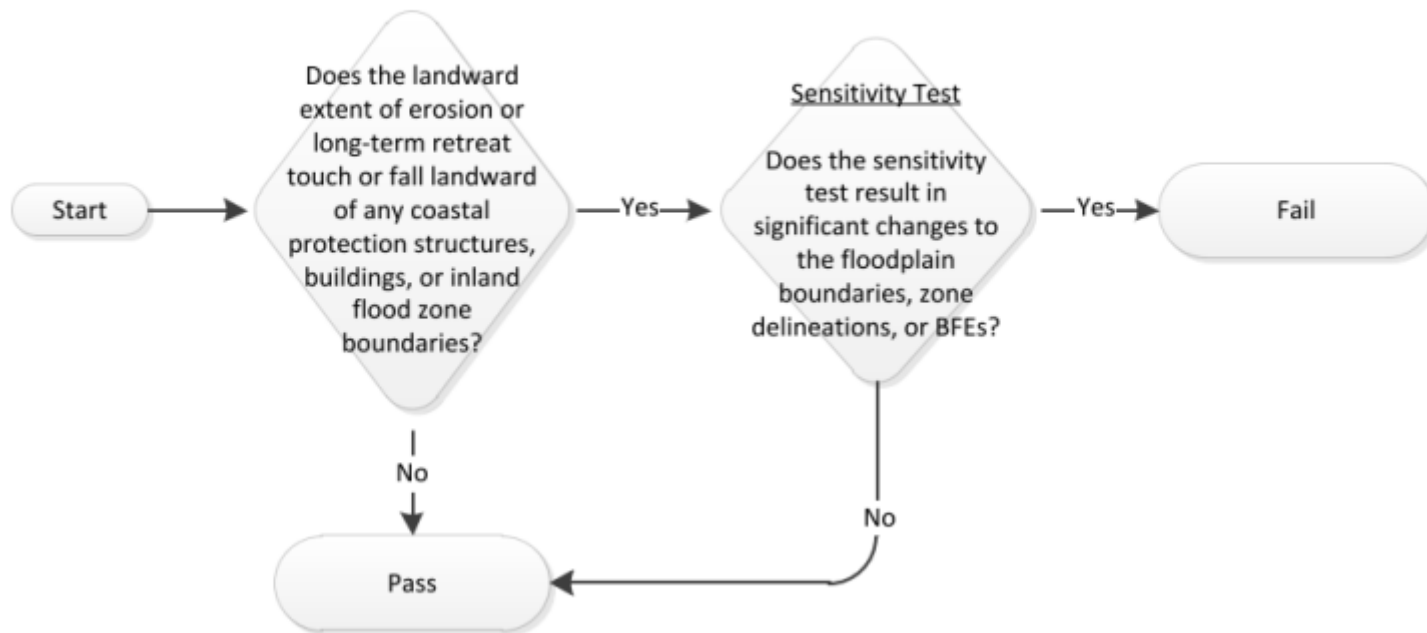 Start
Does the landward
extent of erosion or
long-term retreat
touch or fall landward
of any coastal
protection structures,
buildings, or inland
flood zone
boundaries?
Yes
Sensitivity Test
Does the sensitivity
test result in
significant changes to
the floodplain
boundaries, zone
delineations, or BFEs?
Yes
Fail
No
No
Pass